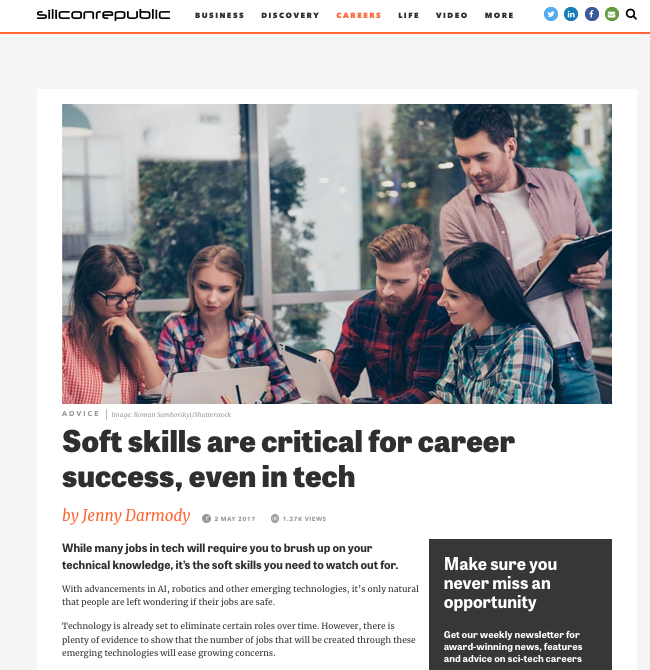 siliconrepublic
BUSINESS DISCOVERY CAREERS LIFE VIDEO MORE
ADVICE Image: Roman Samborskyi/Shutterstock
Soft skills are critical for career
success, even in tech
by Jenny Darmody 2 MAY 2017 1.37K VIEWS
While many jobs in tech will require you to brush up on your
technical knowledge, it’s the soft skills you need to watch out for.
With advancements in AI, robotics and other emerging technologies, it’s only natural
that people are left wondering if their jobs are safe.
Technology is already set to eliminate certain roles over time. However, there is
plenty of evidence to show that the number of jobs that will be created through these
emerging technologies will ease growing concerns.
Make sure you
never miss an
opportunity
Get our weekly newsletter for
award-winning news, features
and advice on sci-tech careers